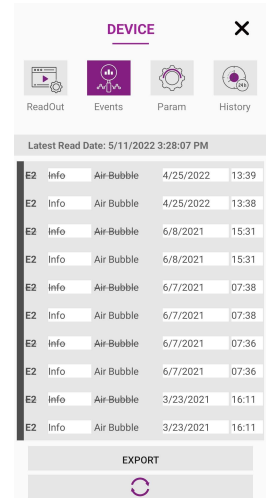 DEVICE
ReadOut Events Param History
24h
Latest Read Date: 5/11/2022 3:28:07 PM
E2 Info Air Bubble 4/25/2022 13:39
E2 Info Air Bubble 4/25/2022 13:38
E2 Info Air Bubble 6/8/2021 15:31
E2 Info Air Bubble 6/8/2021 15:31
E2 Info Air Bubble 6/7/2021 07:38
E2 Info Air Bubble 6/7/2021 07:38
E2 Info Air Bubble 6/7/2021 07:36
E2 Info Air Bubble 6/7/2021 07:36
E2 Info Air Bubble 3/23/2021 16:11
E2 Info Air Bubble 3/23/2021 16:11
EXPORT